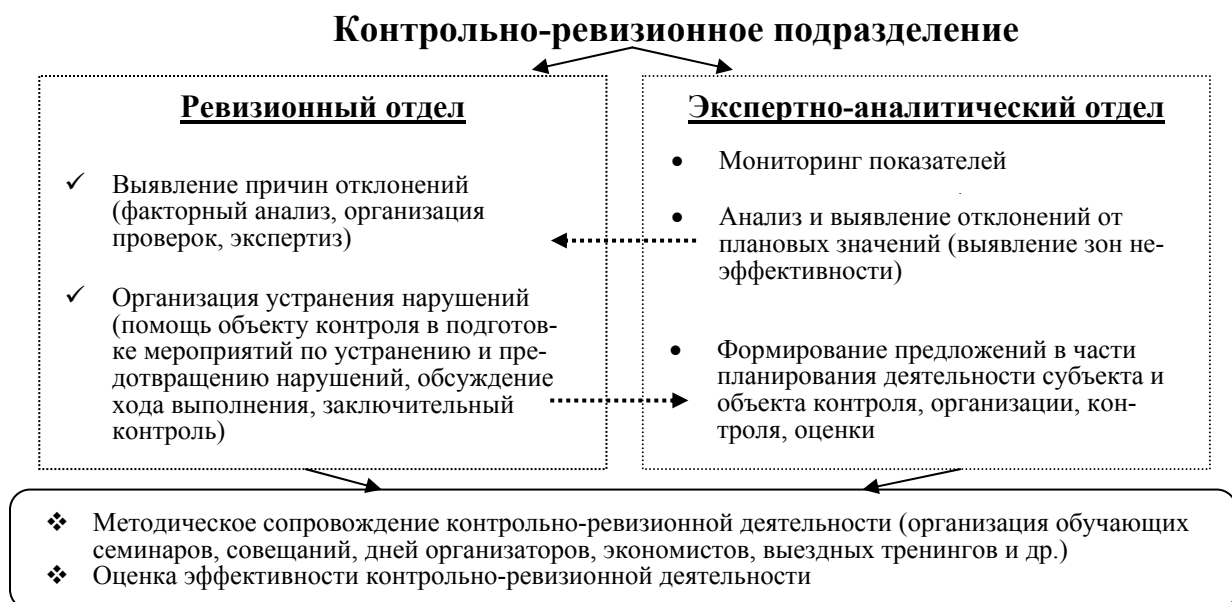 Контрольно-ревизионное подразделение
Ревизионный отдел
✓ Выявление причин отклонений
(факторный анализ, организация
проверок, экспертиз)
✓ Организация устранения нарушений
(помощь объекту контроля в подготов-
ке мероприятий по устранению и пре-
дотвращению нарушений, обсуждение
хода выполнения, заключительный
контроль)
Экспертно-аналитический отдел
• Мониторинг показателей
• Анализ и выявление отклонений от
плановых значений (выявление зон не-
эффективности)
• Формирование предложений в части
планирования деятельности субъекта и
объекта контроля, организации, кон-
троля, оценки
❖ Методическое сопровождение контрольно-ревизионной деятельности (организация обучающих
семинаров, совещаний, дней организаторов, экономистов, выездных тренингов и др.)
❖ Оценка эффективности контрольно-ревизионной деятельности